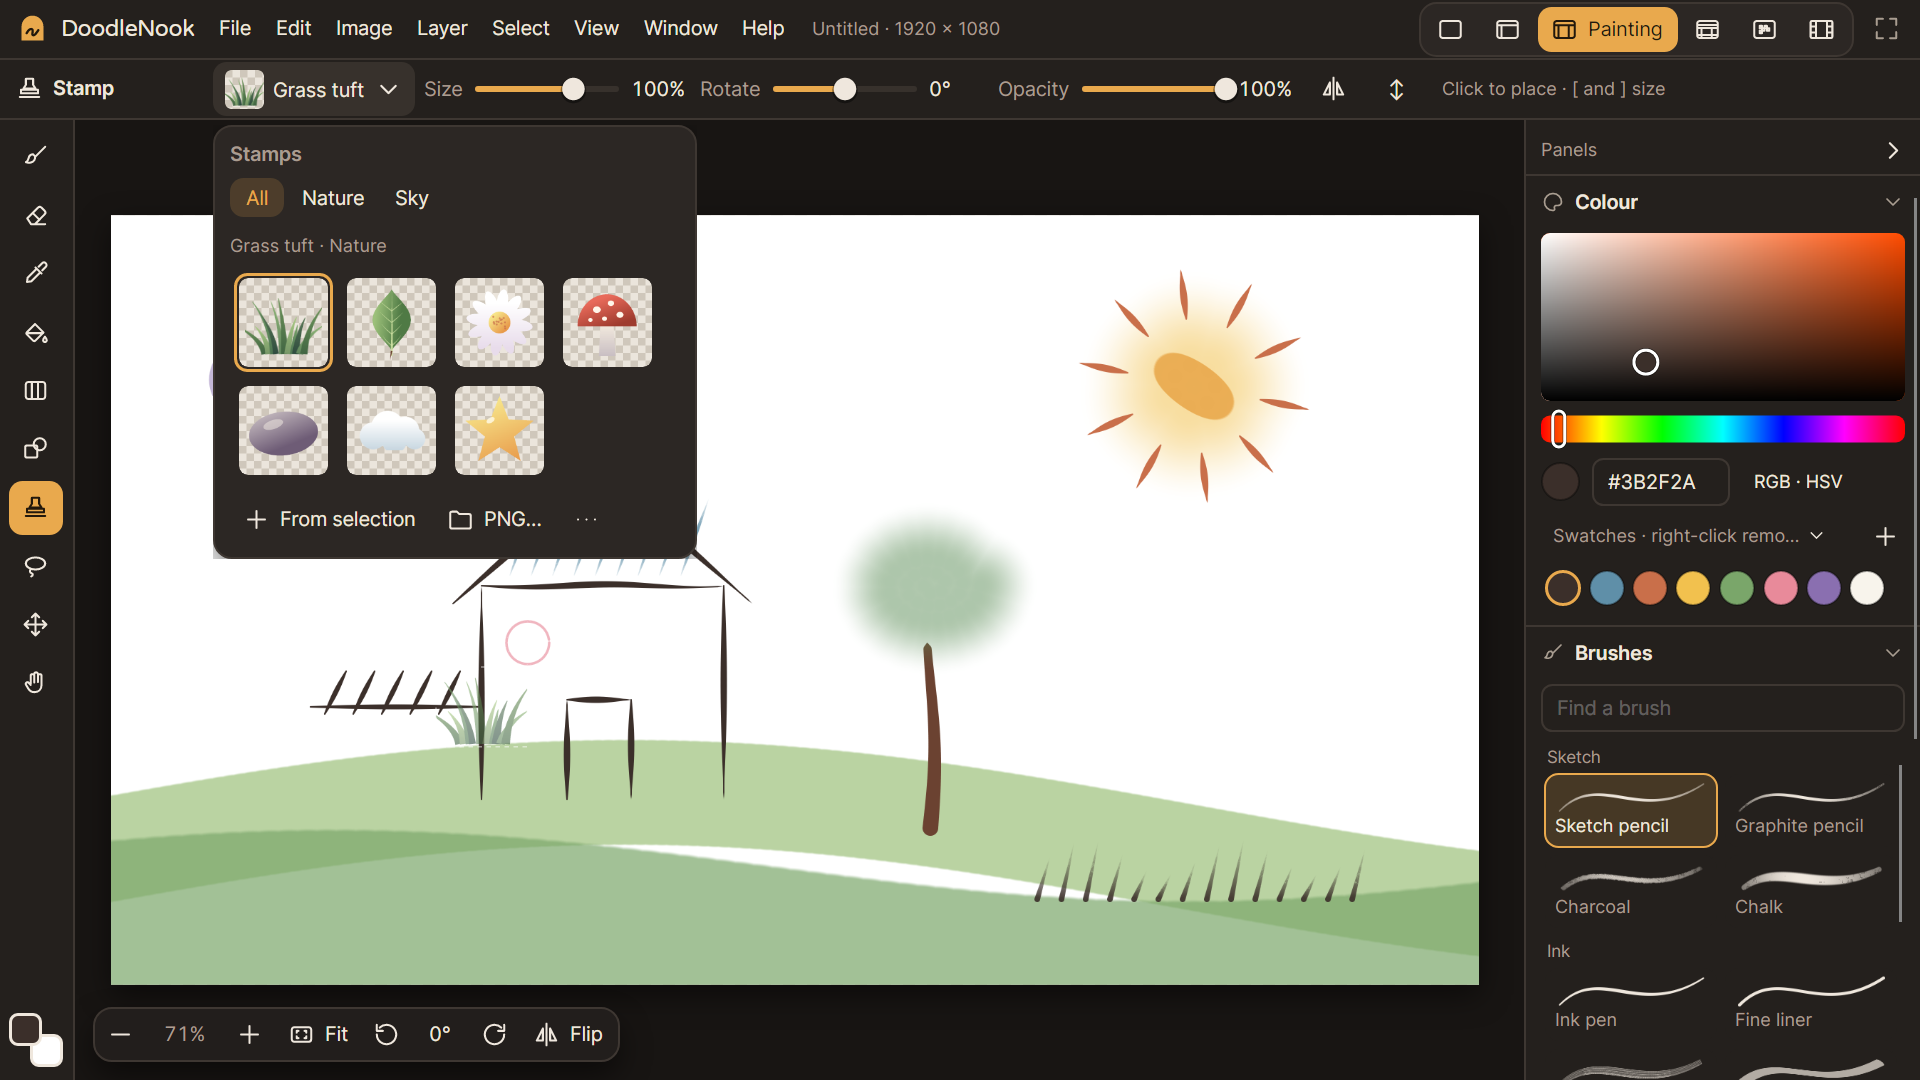 DoodleNook File Edit Image Layer Select View Window Help Untitled · 1920 × 1080 Painting
Stamp Grass tuft Size 100% Rotate 0° Opacity 100% Click to place · [ and ] size
Stamps
All Nature Sky
Grass tuft · Nature
From selection PNG... ...
Panels
Colour
#3B2F2A RGB · HSV
Swatches · right-click remo...
Brushes
Find a brush
Sketch
Sketch pencil Graphite pencil
Charcoal Chalk
Ink
Ink pen Fine liner
71% Fit 0° Flip